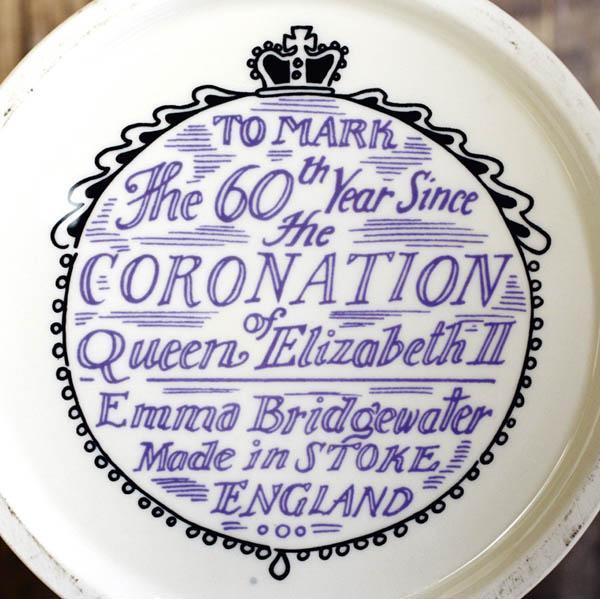 TO MARK
The 60th Year Since
the
CORONATION
of
Queen Elizabeth II
Emma Bridgewater
Made in STOKE
ENGLAND